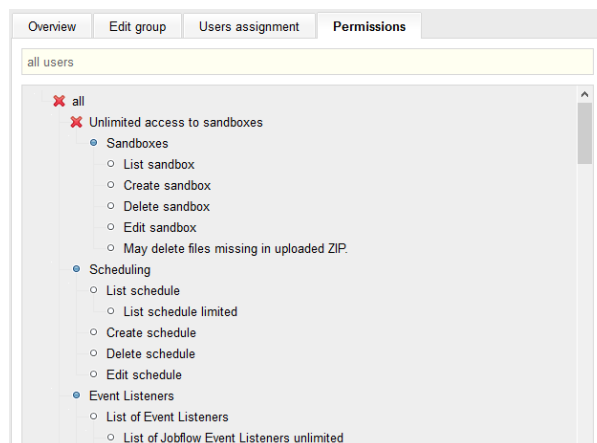 Overview Edit group Users assignment Permissions
all users
all
Unlimited access to sandboxes
Sandboxes
List sandbox
Create sandbox
Delete sandbox
Edit sandbox
May delete files missing in uploaded ZIP.
Scheduling
List schedule
List schedule limited
Create schedule
Delete schedule
Edit schedule
Event Listeners
List of Event Listeners
List of Jobflow Event Listeners unlimited